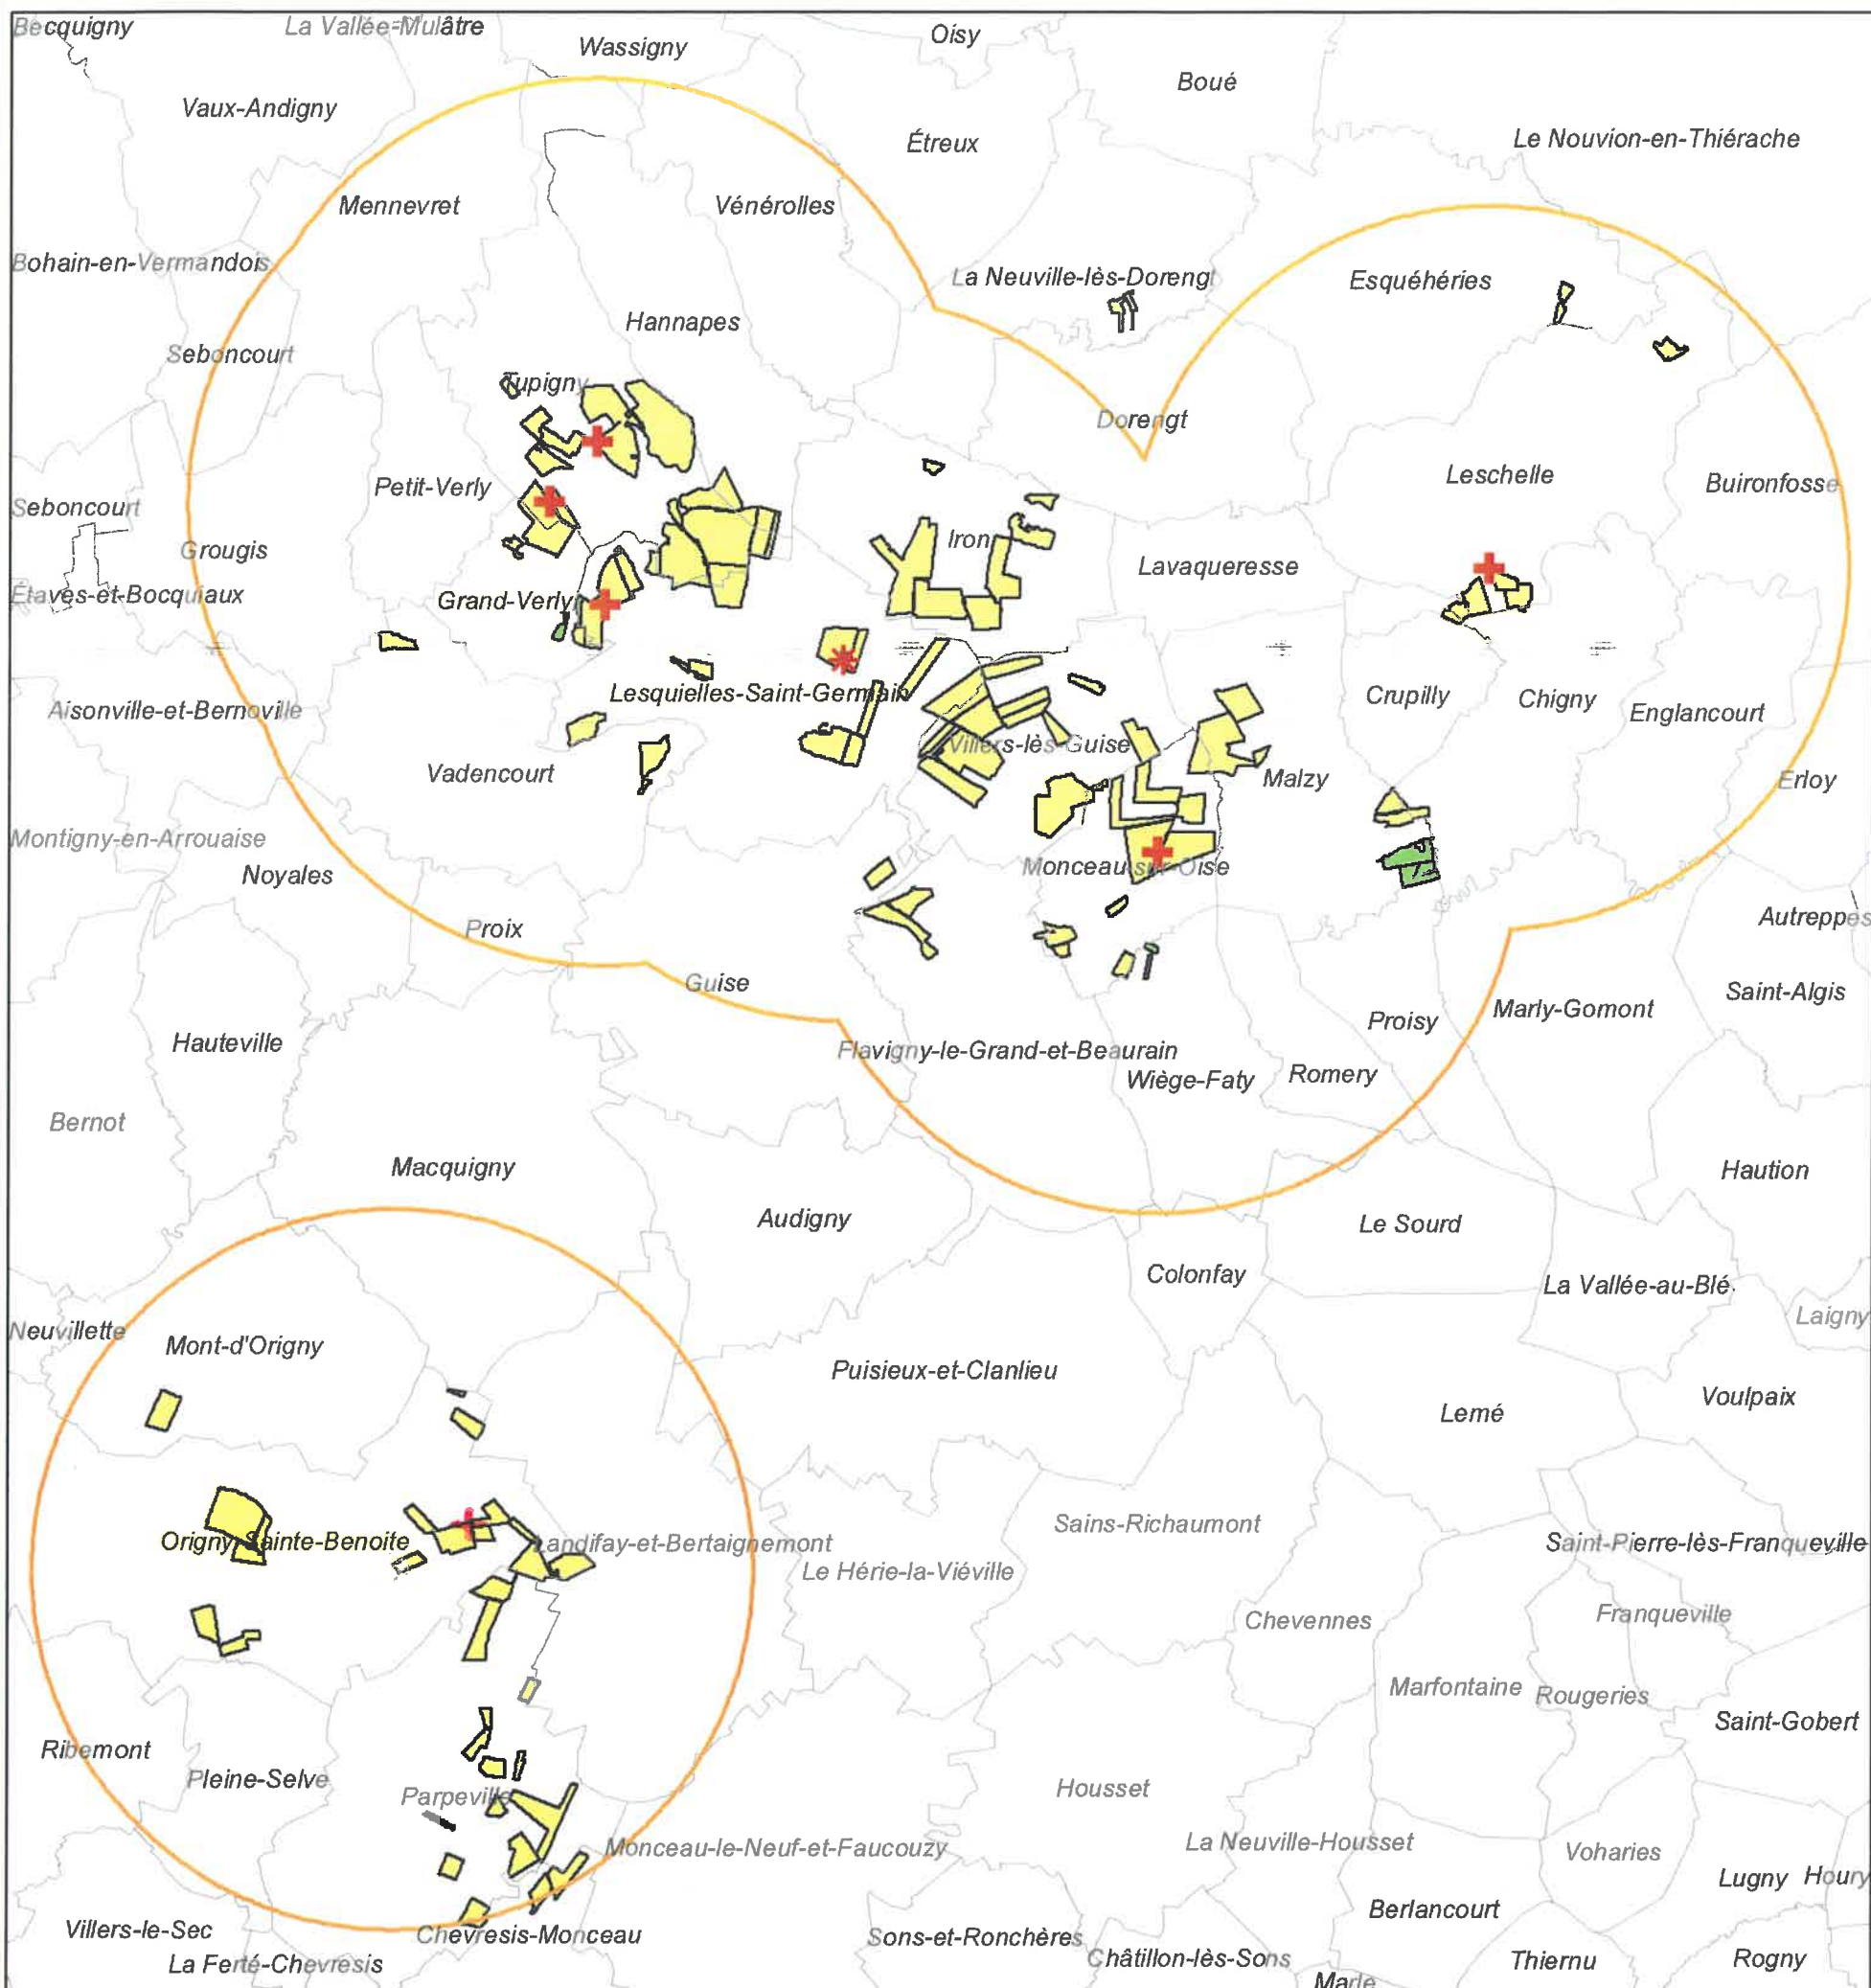 Becquigny
La Vallée-Mulâtre
Wassigny
Oisy
Boué
Vaux-Andigny
Étreux
Le Nouvion-en-Thiérache
Mennevret
Vénérolles
Bohain-en-Vermandois
La Neuville-lès-Dorengt
Esquéhéries
Hannapes
Seboncourt
Tupigny
Dorengt
Petit-Verly
Leschelle
Buironfosse
Seboncourt
Grougis
Iron
Lavaqueresse
Étaves-et-Bocquiaux
Grand-Verly
Lesquielles-Saint-Germain
Crupilly
Chigny
Englancourt
Aisonville-et-Bernoville
Villers-lès-Guise
Vadencourt
Malzy
Erloy
Montigny-en-Arrouaise
Noyales
Monceau-sur-Oise
Autreppes
Proix
Guise
Saint-Algis
Marly-Gomont
Proisy
Hauteville
Flavigny-le-Grand-et-Beaurain
Wiège-Faty
Romery
Bernot
Macquigny
Haution
Audigny
Le Sourd
Colonfay
La Vallée-au-Blé
Laigny
Neuvillette
Mont-d'Origny
Puisieux-et-Clanlieu
Voulpaix
Lemé
Sains-Richaumont
Origny-Sainte-Benoite
Landifay-et-Bertaignemont
Saint-Pierre-lès-Franqueville
Le Hérie-la-Viéville
Chevennes
Franqueville
Marfontaine
Rougeries
Saint-Gobert
Ribemont
Pleine-Selve
Parpeville
Housset
Monceau-le-Neuf-et-Faucouzy
La Neuville-Housset
Voharies
Lugny
Houry
Berlancourt
Villers-le-Sec
Chevresis-Monceau
Sons-et-Ronchères
Châtillon-lès-Sons
Thiernu
Rogny
La Ferté-Chevresis
Marle